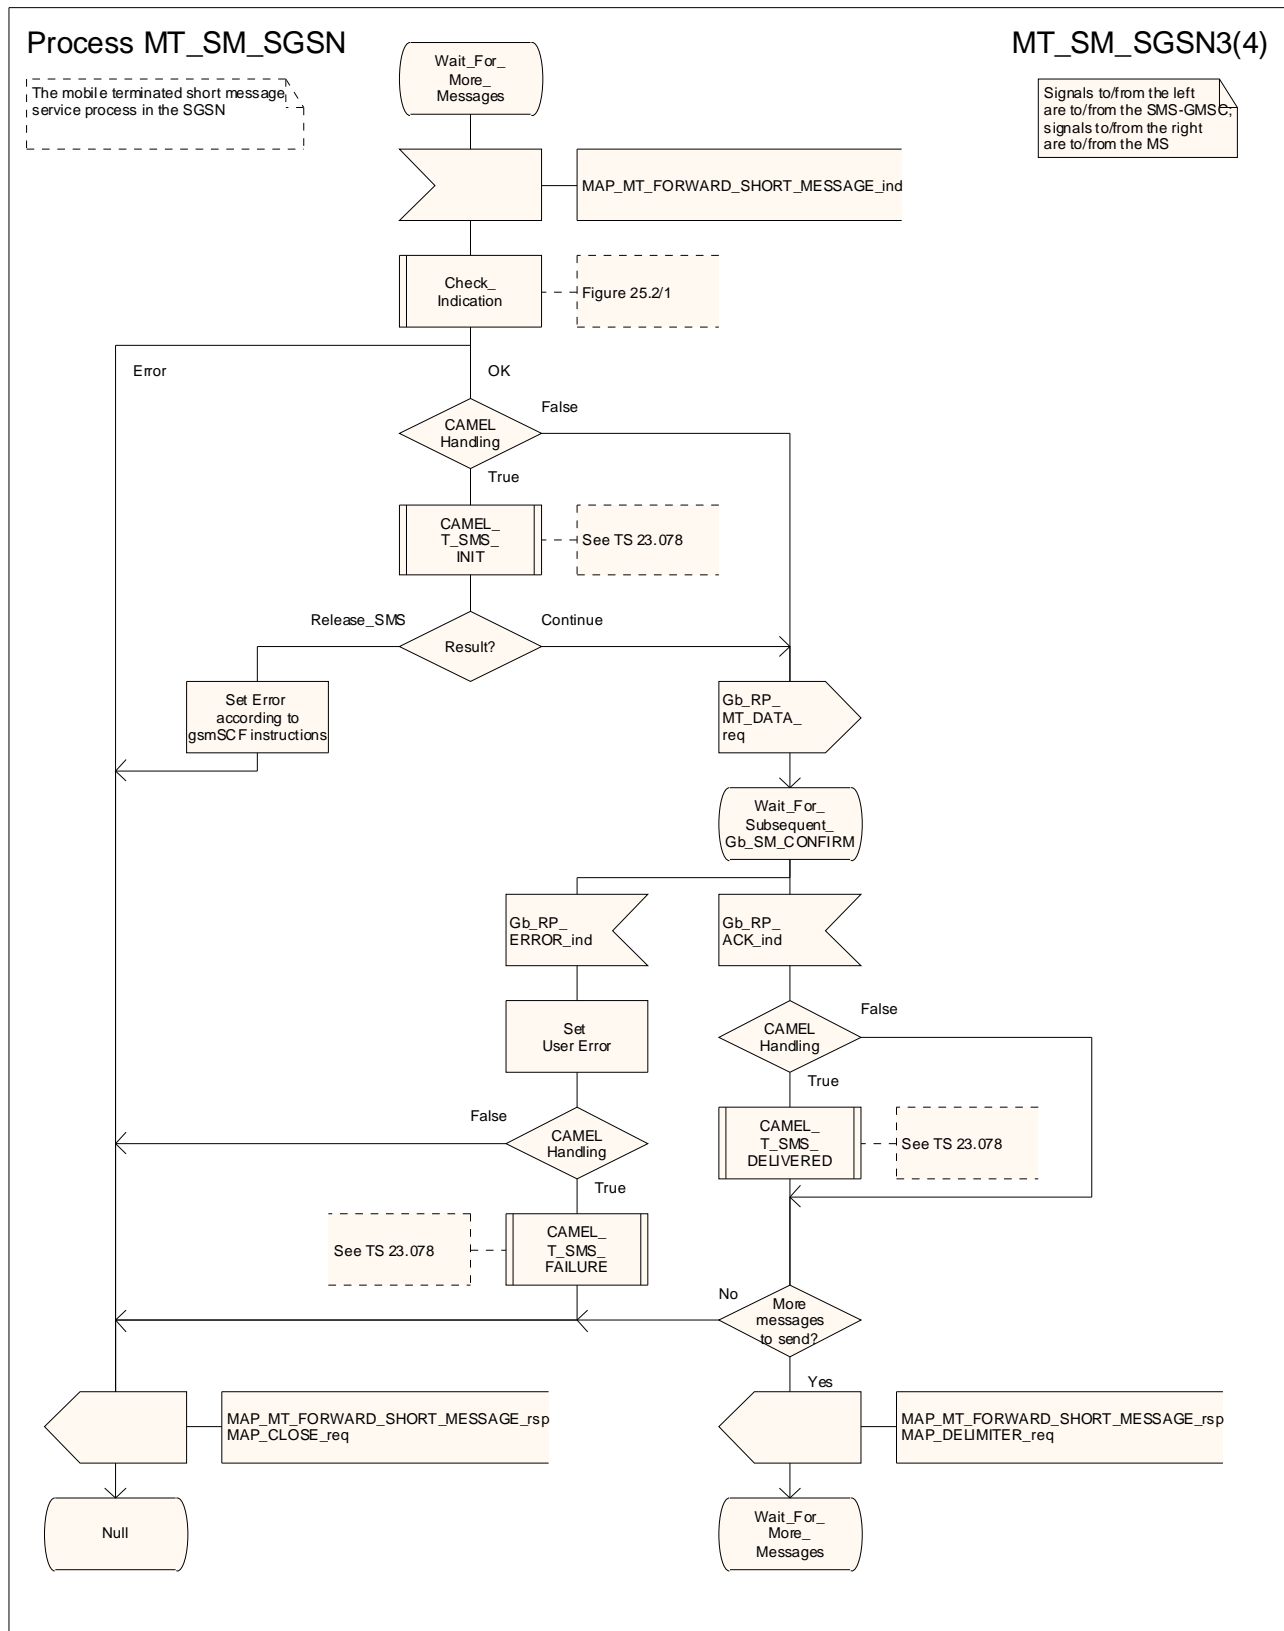 Process MT_SM_SGSN
MT_SM_SGSN3(4)
The mobile terminated short message
service process in the SGSN
Signals to/from the left
are to/from the SMS-GMSC,
signals to/from the right
are to/from the MS
Wait_For_
More_
Messages
MAP_MT_FORWARD_SHORT_MESSAGE_ind
Check_
Indication
Figure 25.2/1
Error
OK
CAMEL
Handling
False
True
CAMEL_
T_SMS_
INIT
See TS 23.078
Release_SMS
Result?
Continue
Set Error
according to
gsmSCF instructions
Gb_RP_
MT_DATA_
req
Wait_For_
Subsequent_
Gb_SM_CONFIRM
Gb_RP_
ERROR_ind
Gb_RP_
ACK_ind
Set
User Error
CAMEL
Handling
False
True
False
CAMEL
Handling
True
CAMEL_
T_SMS_
DELIVERED
See TS 23.078
See TS 23.078
CAMEL_
T_SMS_
FAILURE
No
More
messages
to send?
Yes
MAP_MT_FORWARD_SHORT_MESSAGE_rsp
MAP_CLOSE_req
MAP_MT_FORWARD_SHORT_MESSAGE_rsp
MAP_DELIMITER_req
Null
Wait_For_
More_
Messages